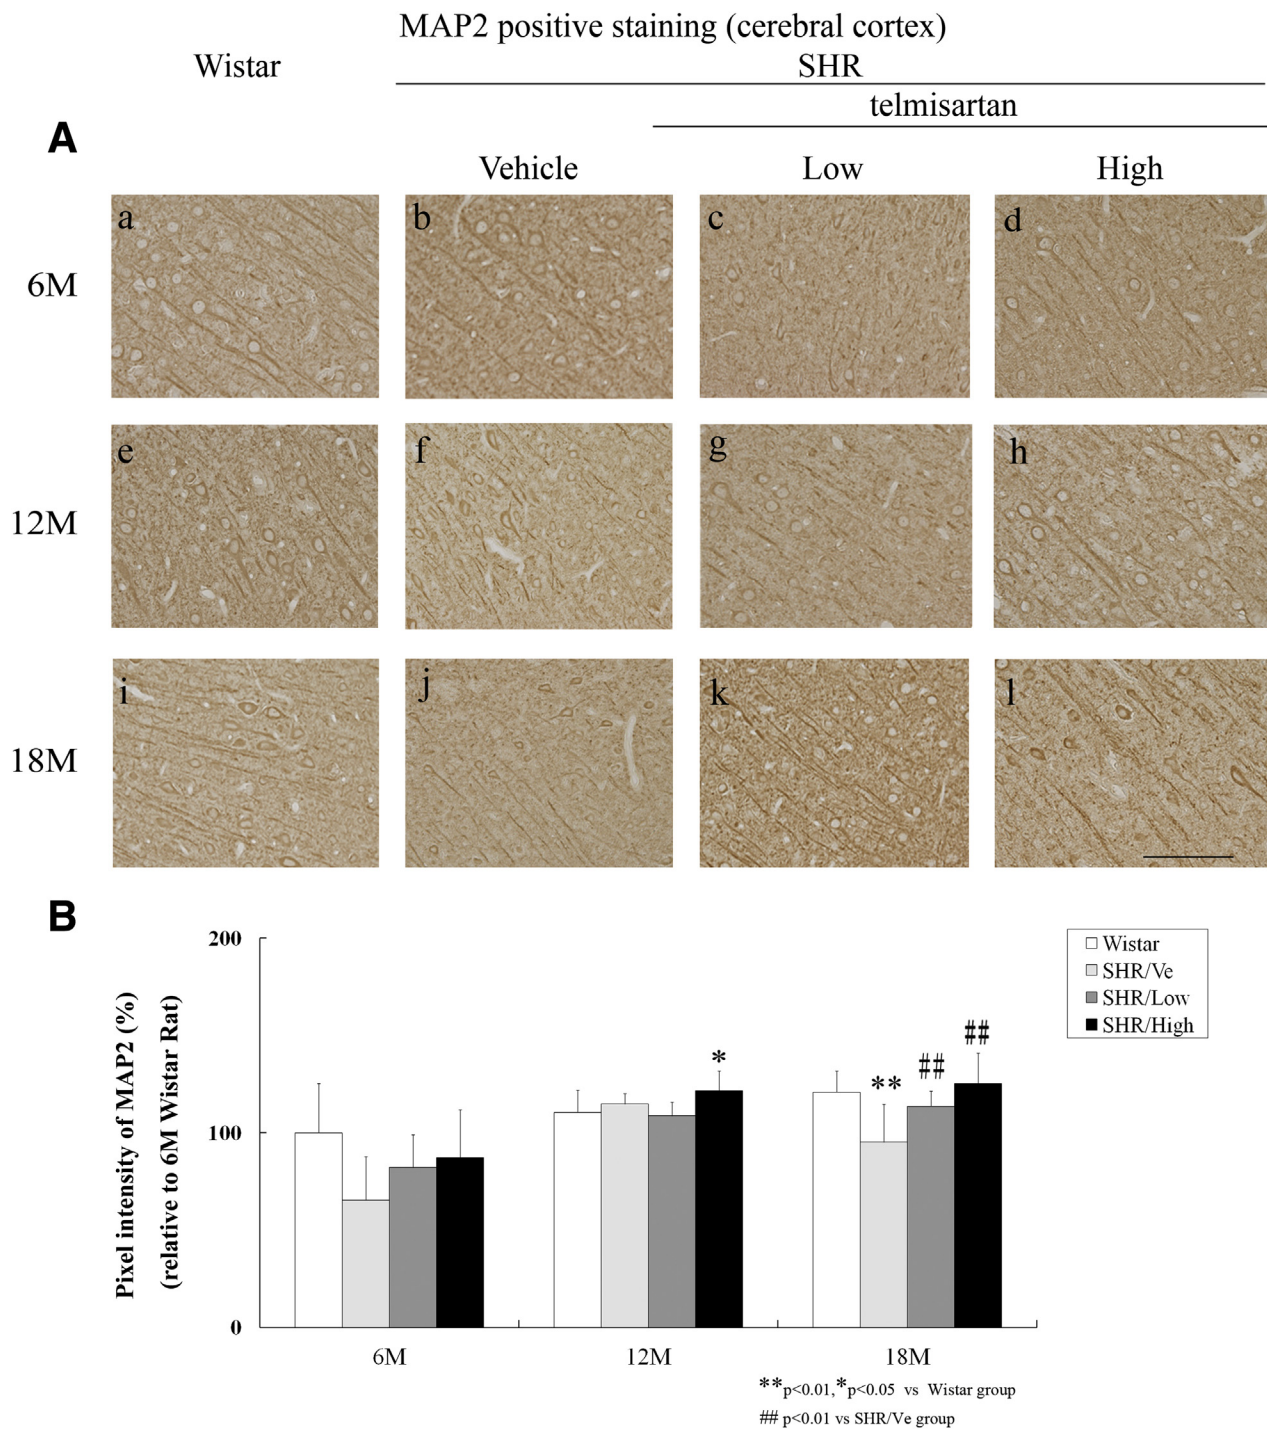 MAP2 positive staining (cerebral cortex)
Wistar SHR
telmisartan
A
Vehicle Low High
6M a b c d
12M e f g h
18M i j k l
B
Pixel intensity of MAP2 (%)
(relative to 6M Wistar Rat)
200
100
0
Wistar
SHR/Ve
SHR/Low
SHR/High
* ** ## ##
6M 12M 18M
**p<0.01,*p<0.05 vs Wistar group
## p<0.01 vs SHR/Ve group